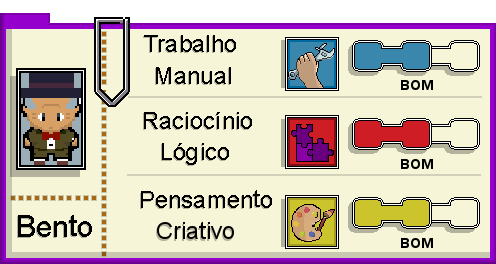 Trabalho
Manual
BOM
Raciocínio
Lógico
BOM
Pensamento
Criativo
BOM
Bento